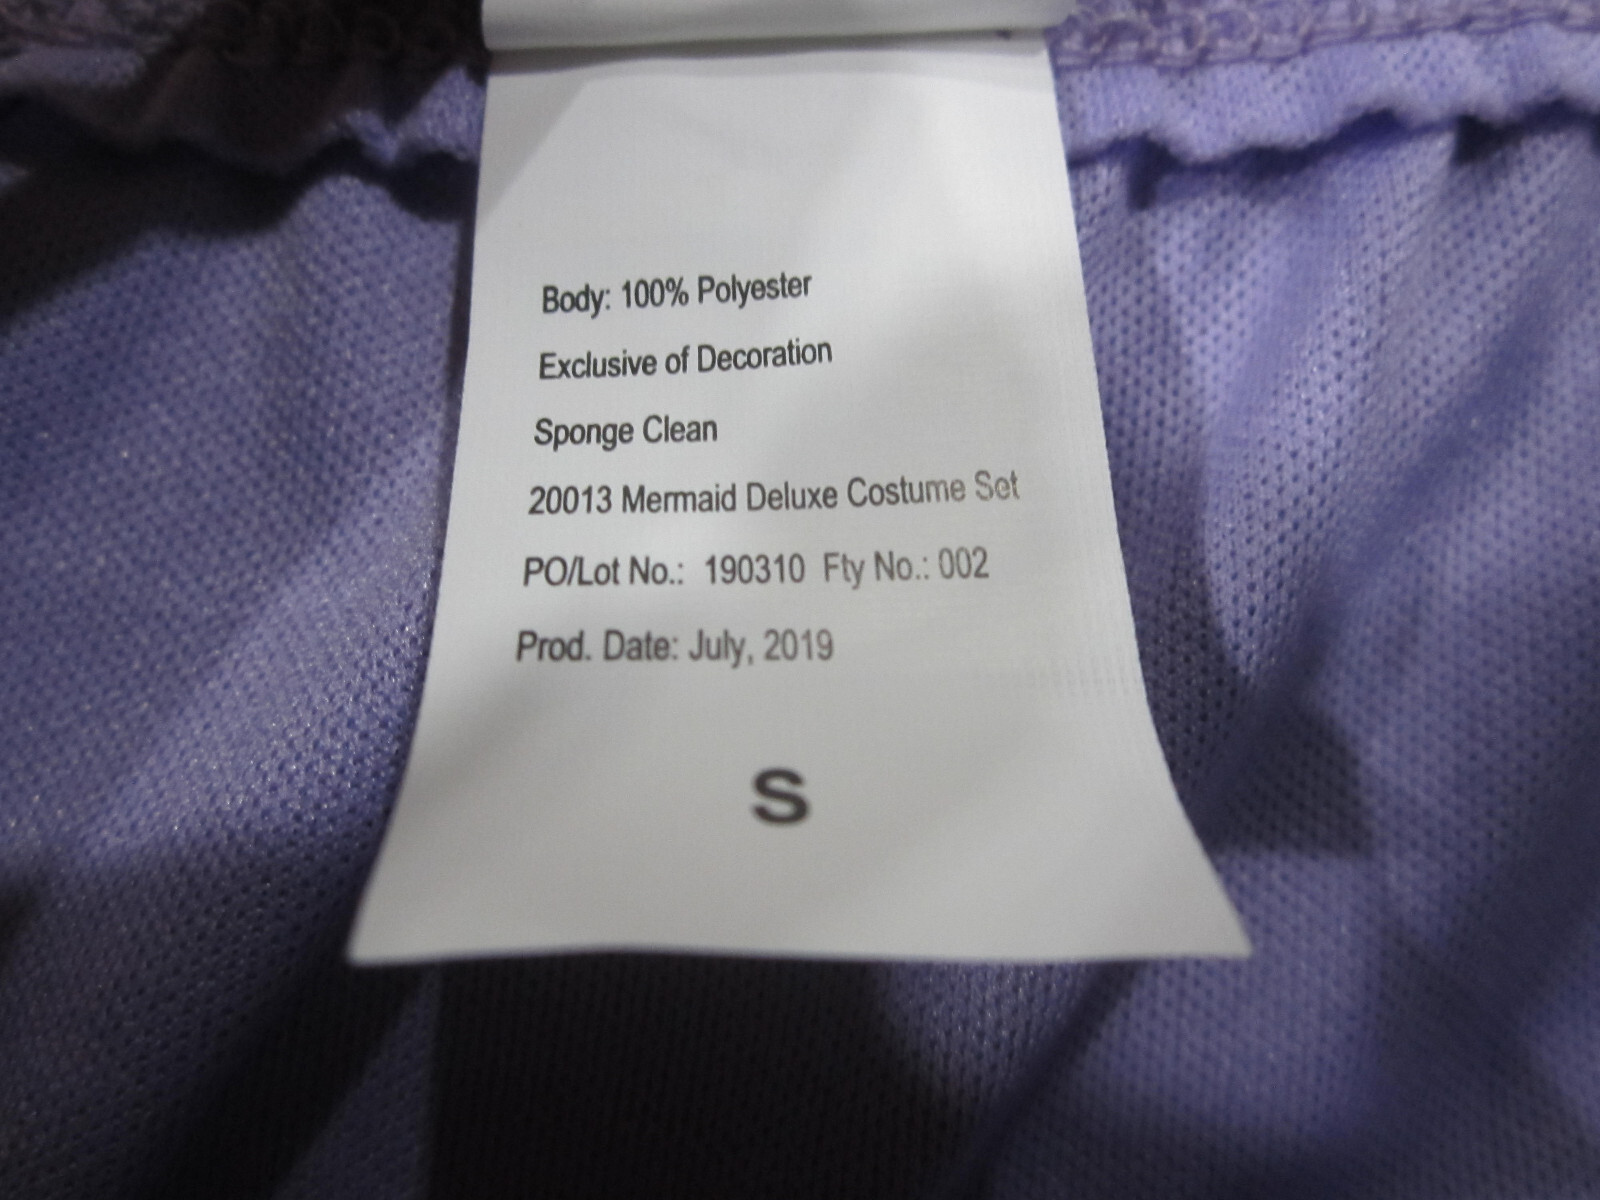 Body: 100% Polyester
Exclusive of Decoration
Sponge Clean
20013 Mermaid Deluxe Costume Set
PO/Lot No.: 190310 Fty No.: 002
Prod. Date: July, 2019
S